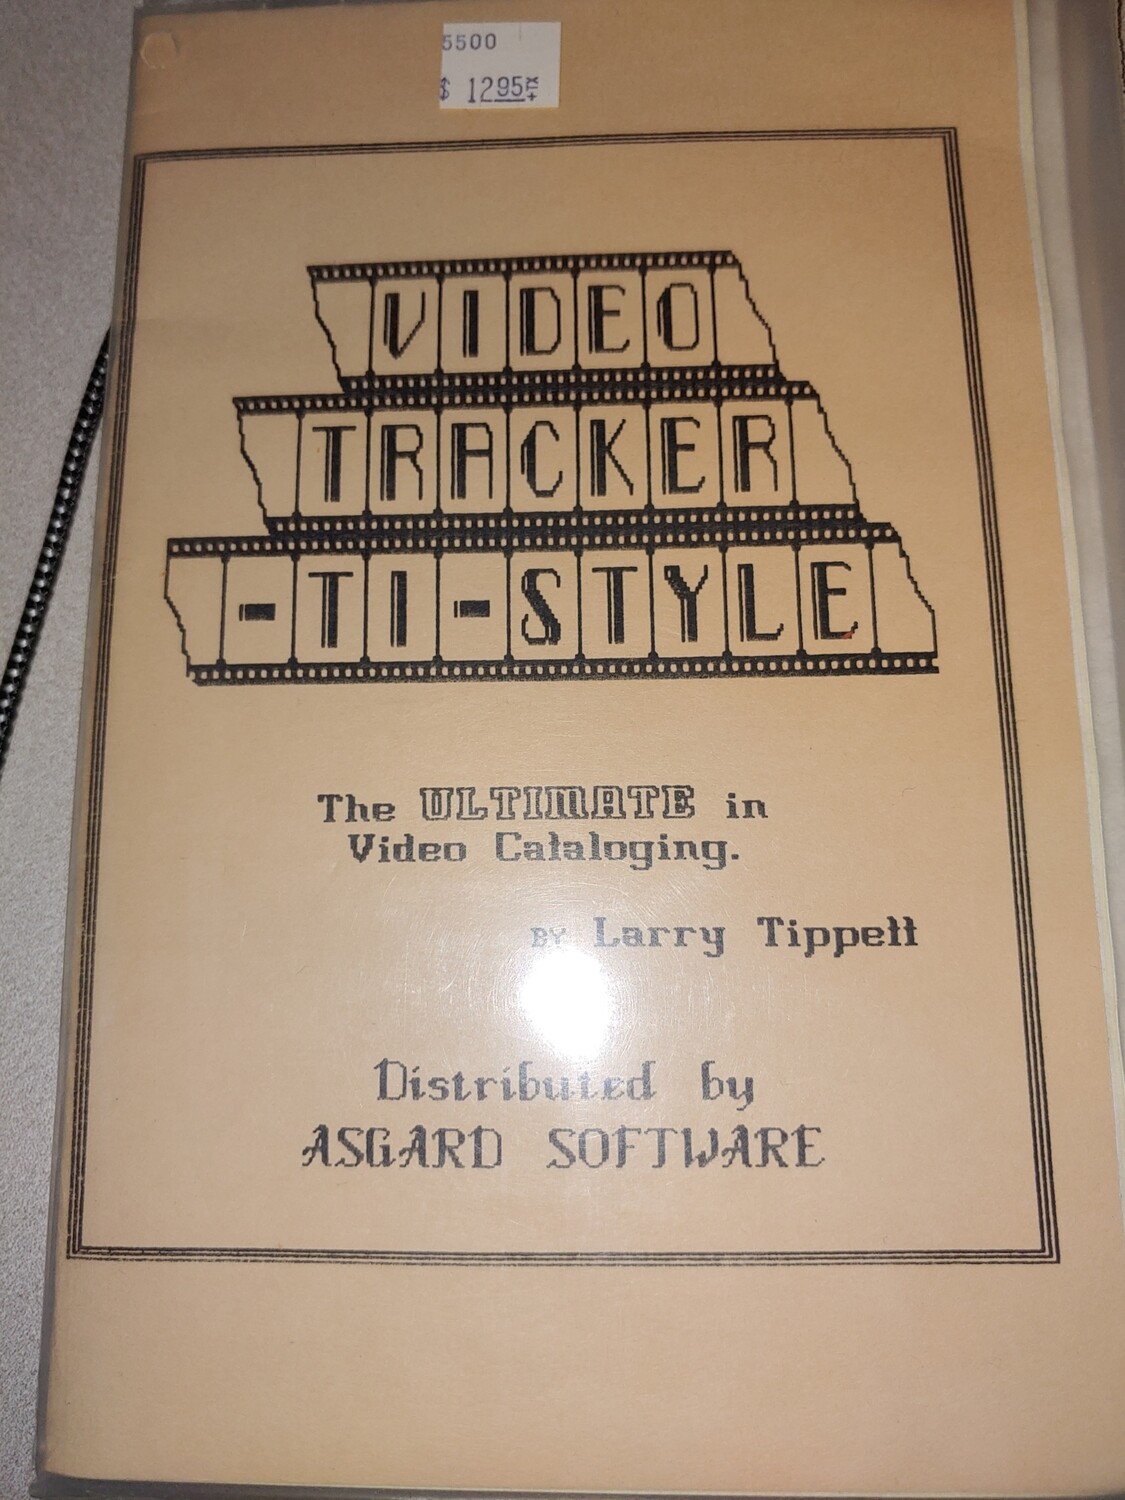 5500
$ 12.95 +TX
VIDEO
TRACKER
-TI-STYLE
The ULTIMATE in
Video Cataloging.
BY Larry Tippett
Distributed by
ASGARD SOFTWARE